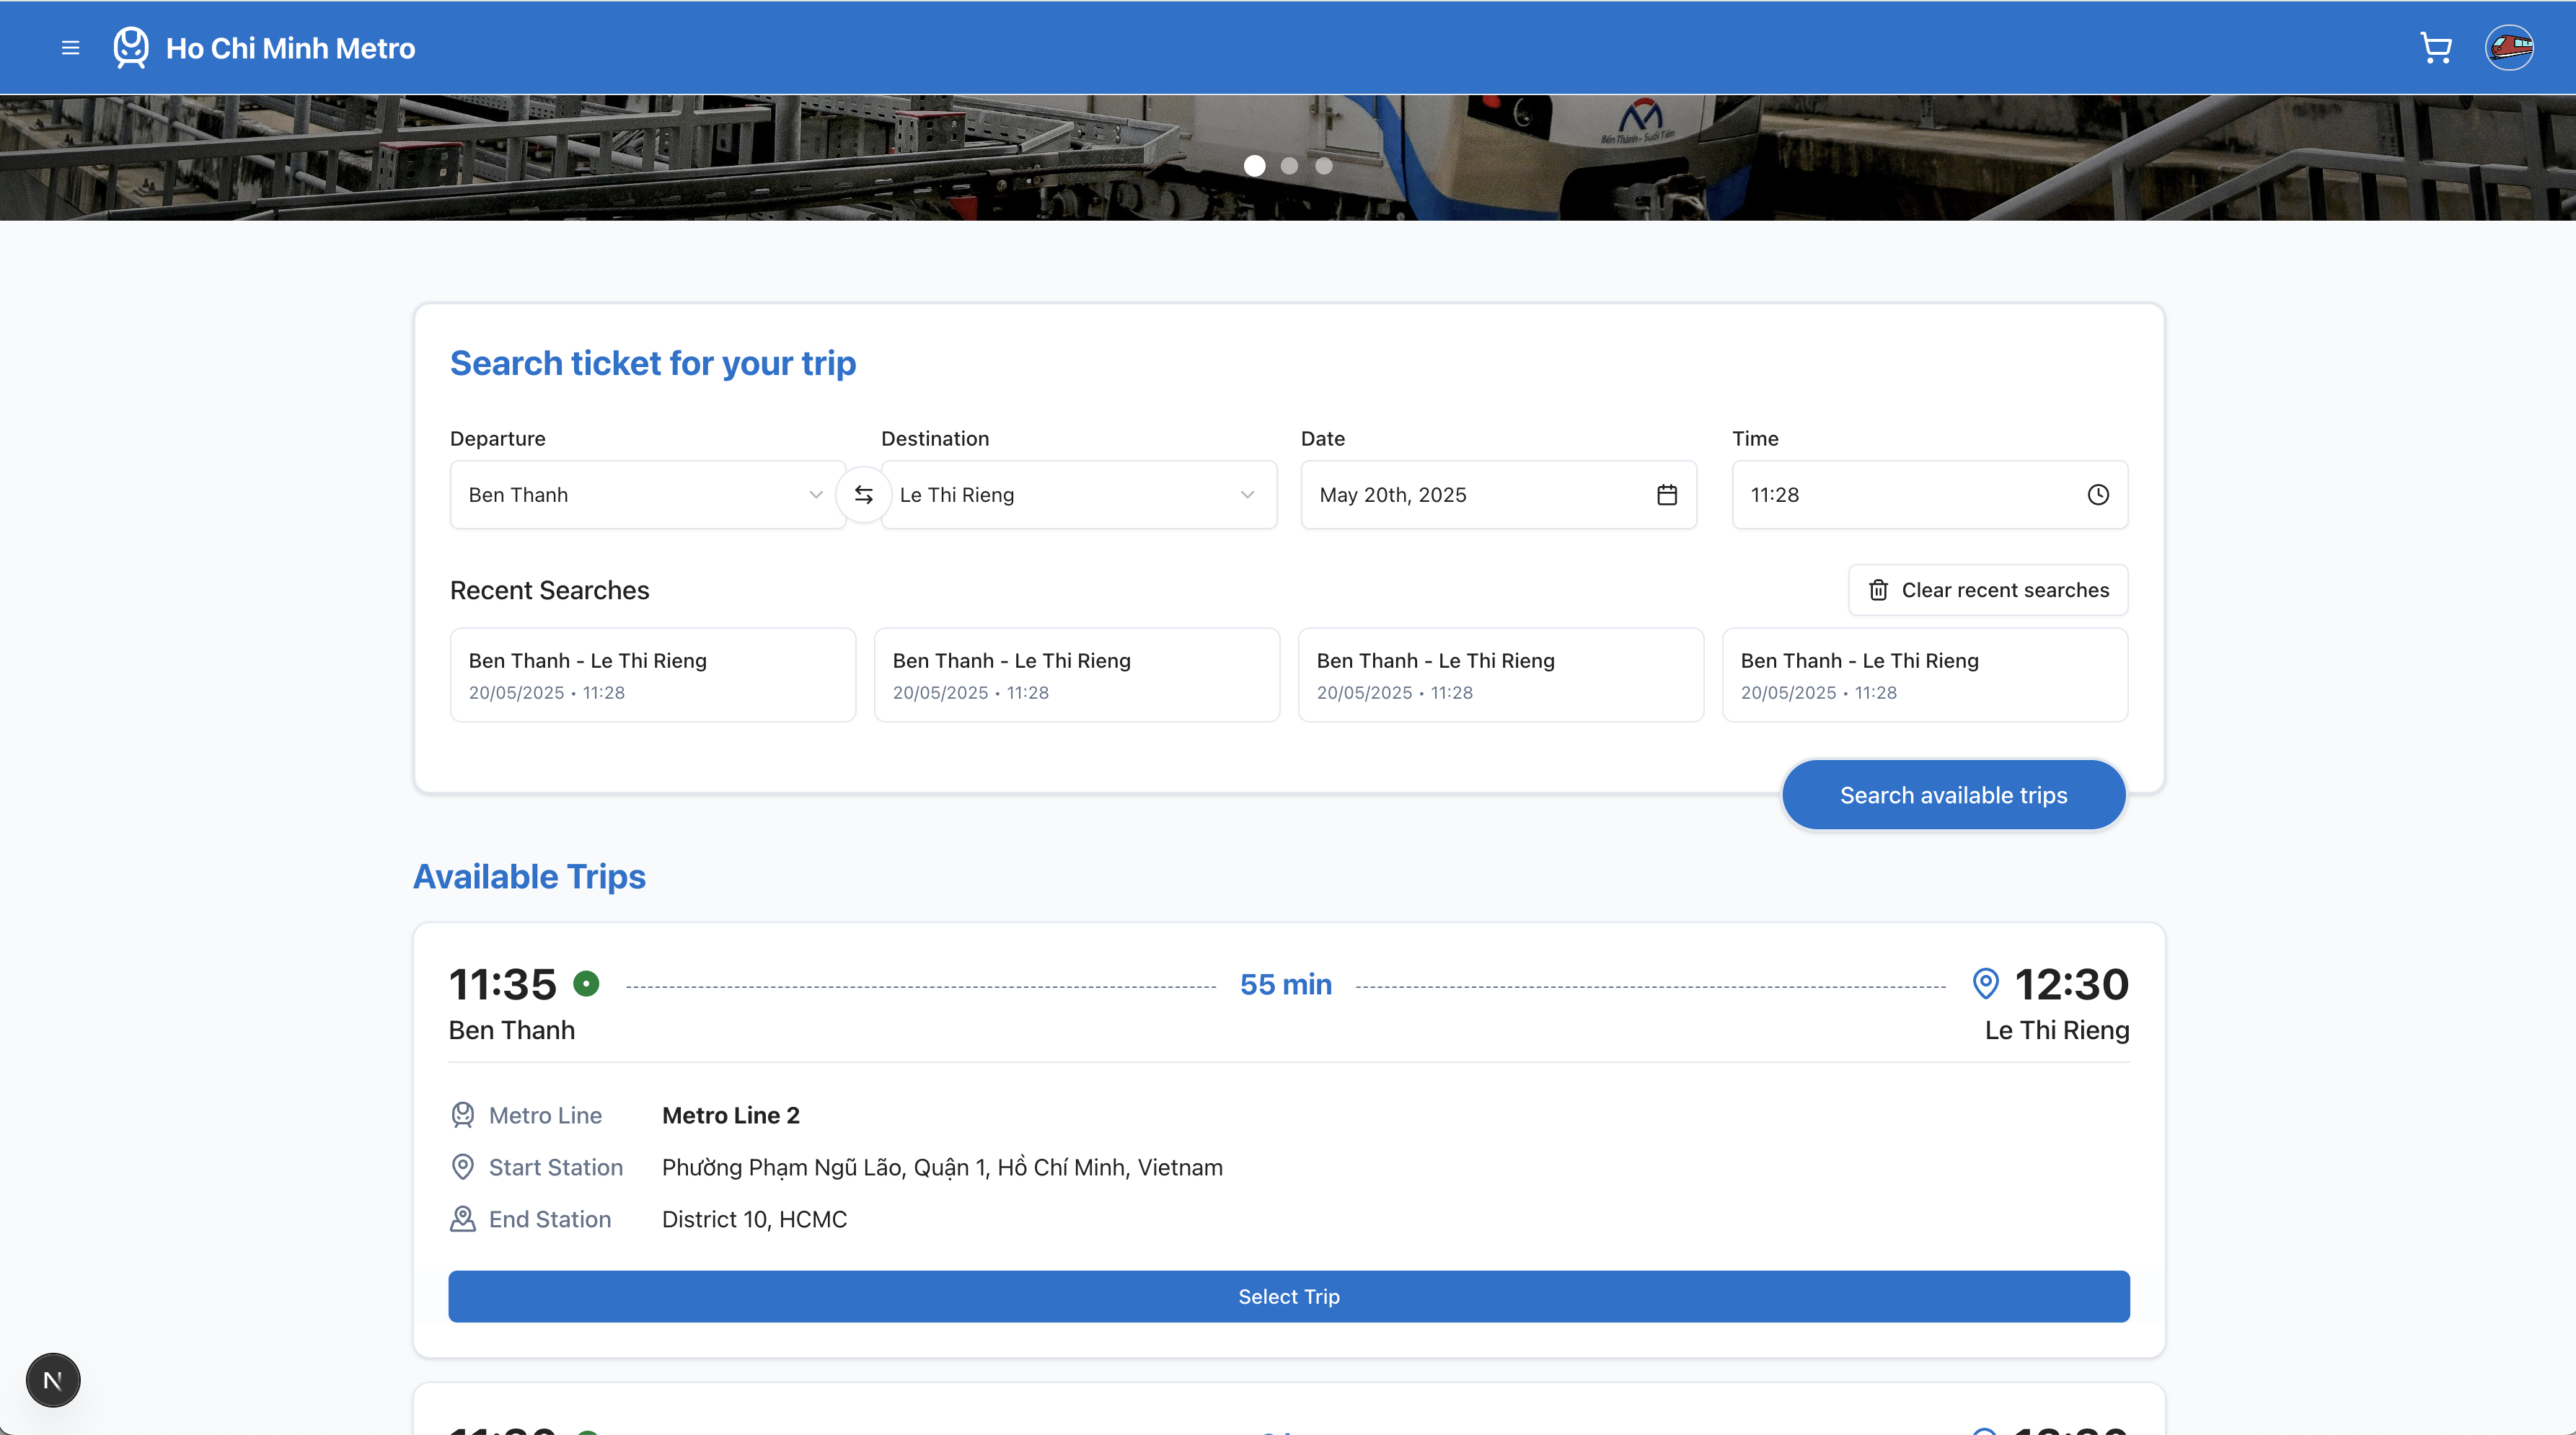 Ho Chi Minh Metro
Bến Thành - Suối Tiên
Search ticket for your trip
Departure
Destination
Date
Time
Ben Thanh
Le Thi Rieng
May 20th, 2025
11:28
Recent Searches
Clear recent searches
Ben Thanh - Le Thi Rieng
20/05/2025 • 11:28
Ben Thanh - Le Thi Rieng
20/05/2025 • 11:28
Ben Thanh - Le Thi Rieng
20/05/2025 • 11:28
Ben Thanh - Le Thi Rieng
20/05/2025 • 11:28
Search available trips
Available Trips
11:35
55 min
12:30
Ben Thanh
Le Thi Rieng
Metro Line
Metro Line 2
Start Station
Phường Phạm Ngũ Lão, Quận 1, Hồ Chí Minh, Vietnam
End Station
District 10, HCMC
Select Trip
N